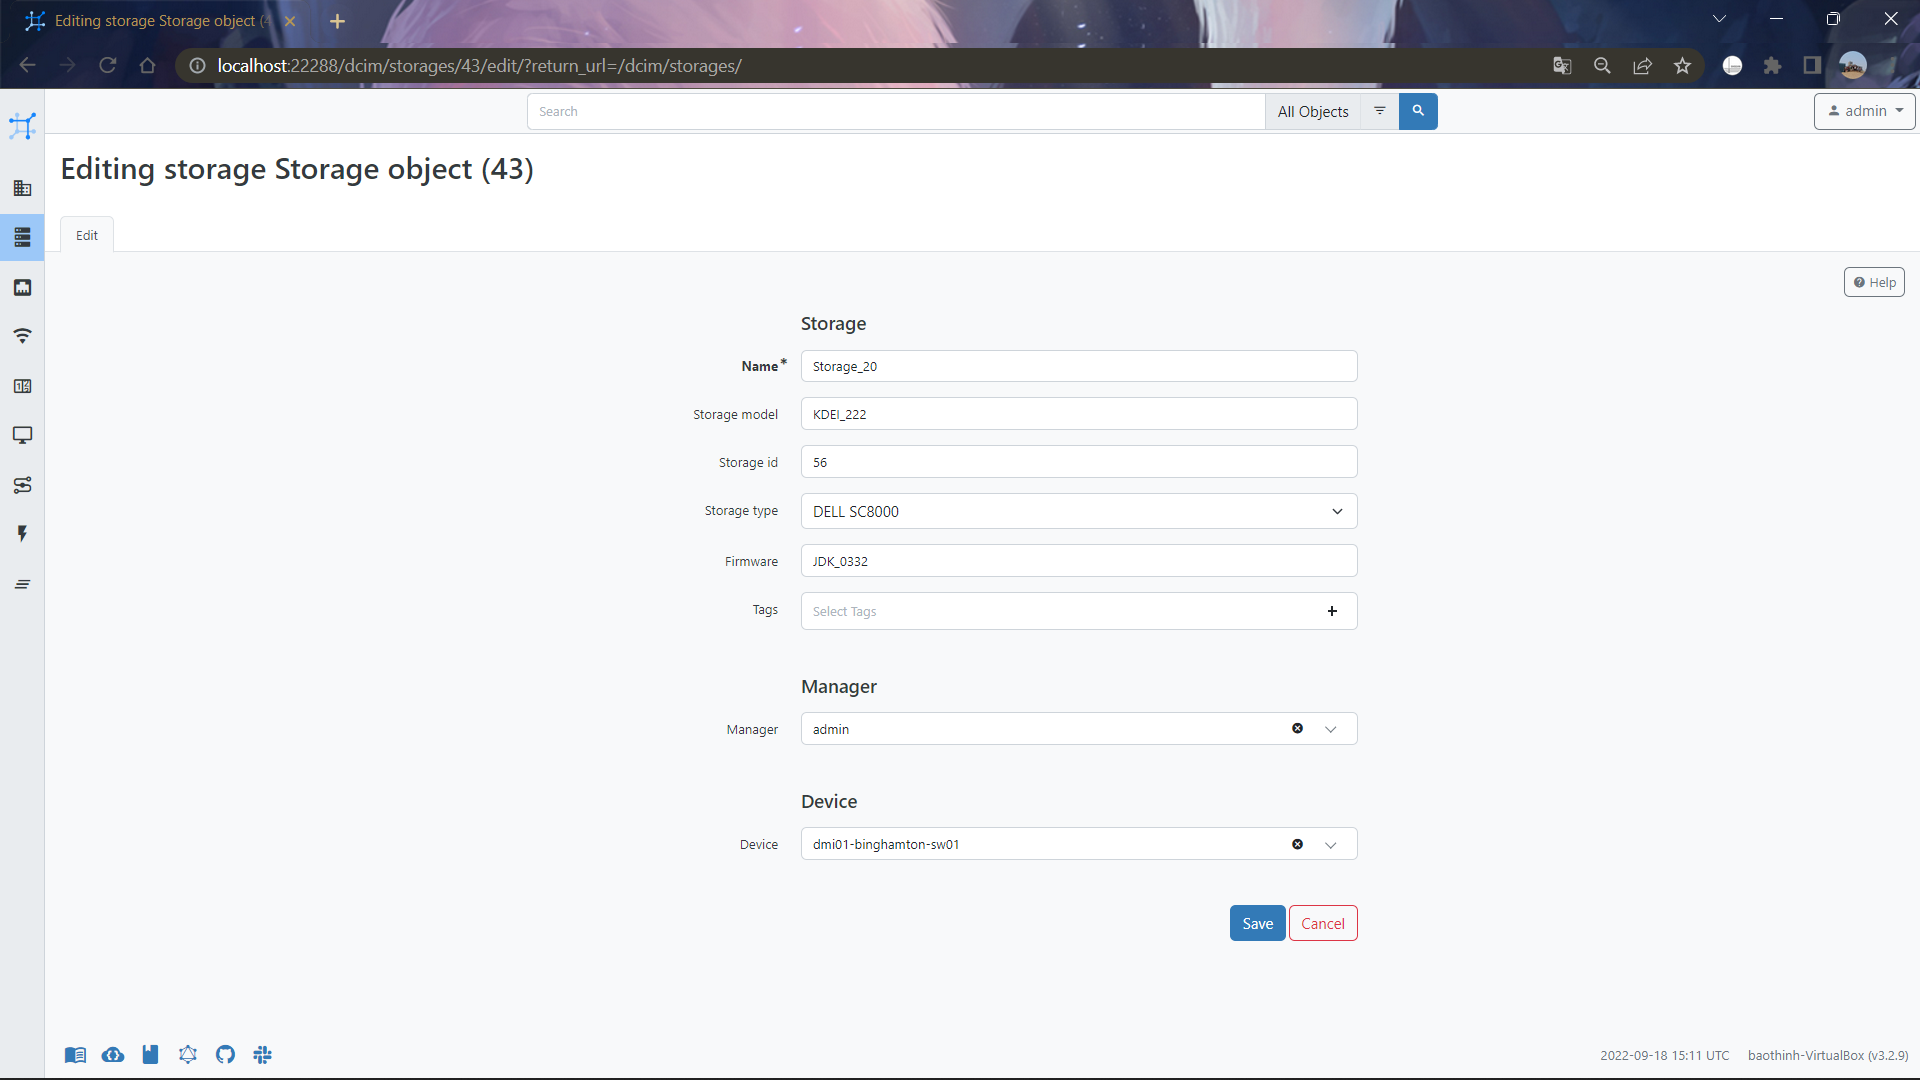 Editing storage Storage object (4
localhost:22288/dcim/storages/43/edit/?return_url=/dcim/storages/
Search
All Objects
admin
Editing storage Storage object (43)
Edit
Help
Storage
Name*
Storage_20
Storage model
KDEI_222
Storage id
56
Storage type
DELL SC8000
Firmware
JDK_0332
Tags
Select Tags
Manager
Manager
admin
Device
Device
dmi01-binghamton-sw01
Save
Cancel
2022-09-18 15:11 UTC
baothinh-VirtualBox (v3.2.9)